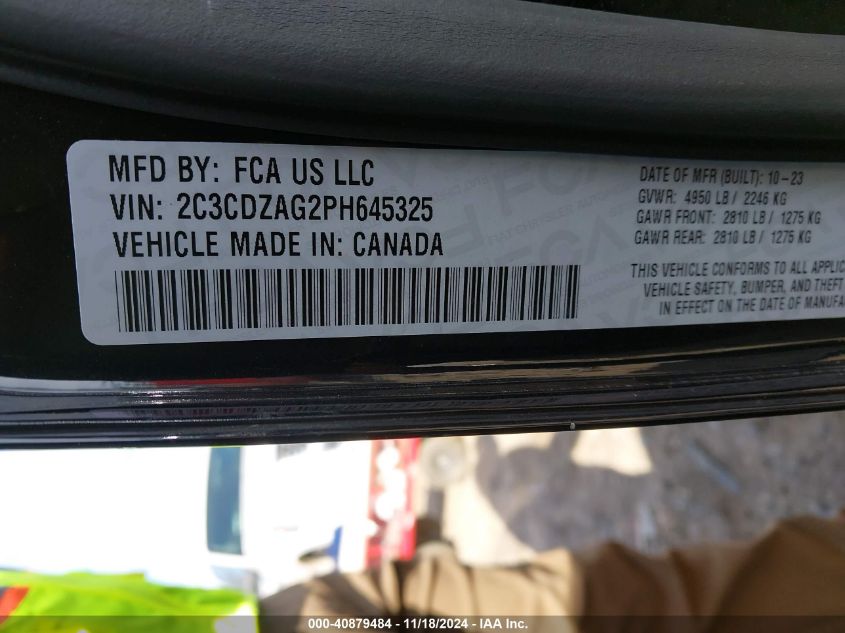 MFD BY: FCA US LLC
VIN: 2C3CDZAG2PH645325
VEHICLE MADE IN: CANADA
DATE OF MFR (BUILT): 10-23
GVWR: 4950 LB / 2246 KG
GAWR FRONT: 2810 LB / 1275 KG
GAWR REAR: 2810 LB / 1275 KG
THIS VEHICLE CONFORMS TO ALL APPLIC
VEHICLE SAFETY, BUMPER, AND THEFT
IN EFFECT ON THE DATE OF MANUFA
000-40879484 - 11/18/2024 - IAA Inc.